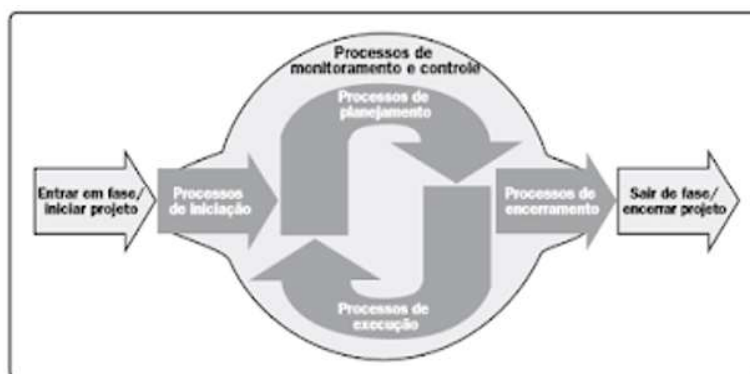 Processos de
monitoramento e controle
Processos de
planejamento
Entrar em fase/
iniciar projeto
Processos
de iniciação
Processos de
encerramento
Sair de fase/
encerrar projeto
Processos de
execução